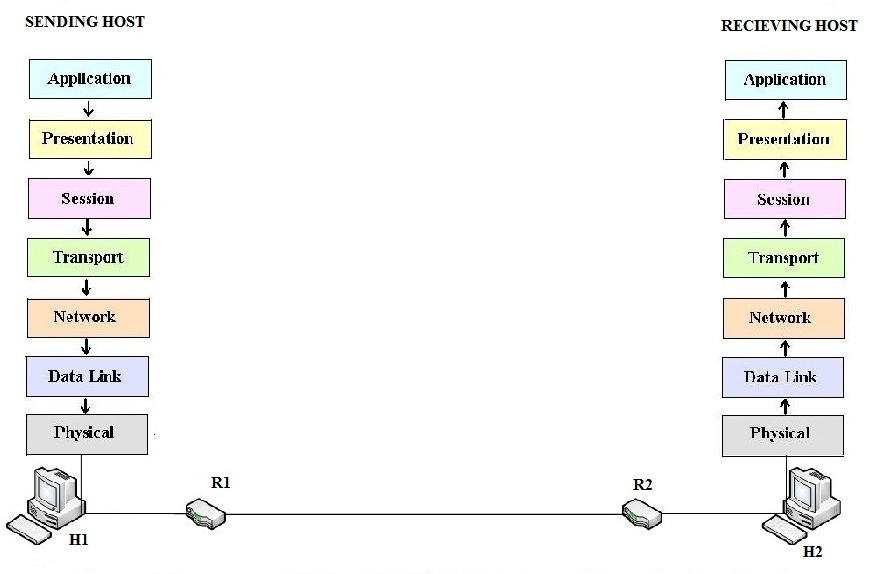 SENDING HOST
RECIEVING HOST
Application
Presentation
Session
Transport
Network
Data Link
Physical
Application
Presentation
Session
Transport
Network
Data Link
Physical
R1
R2
H1
H2